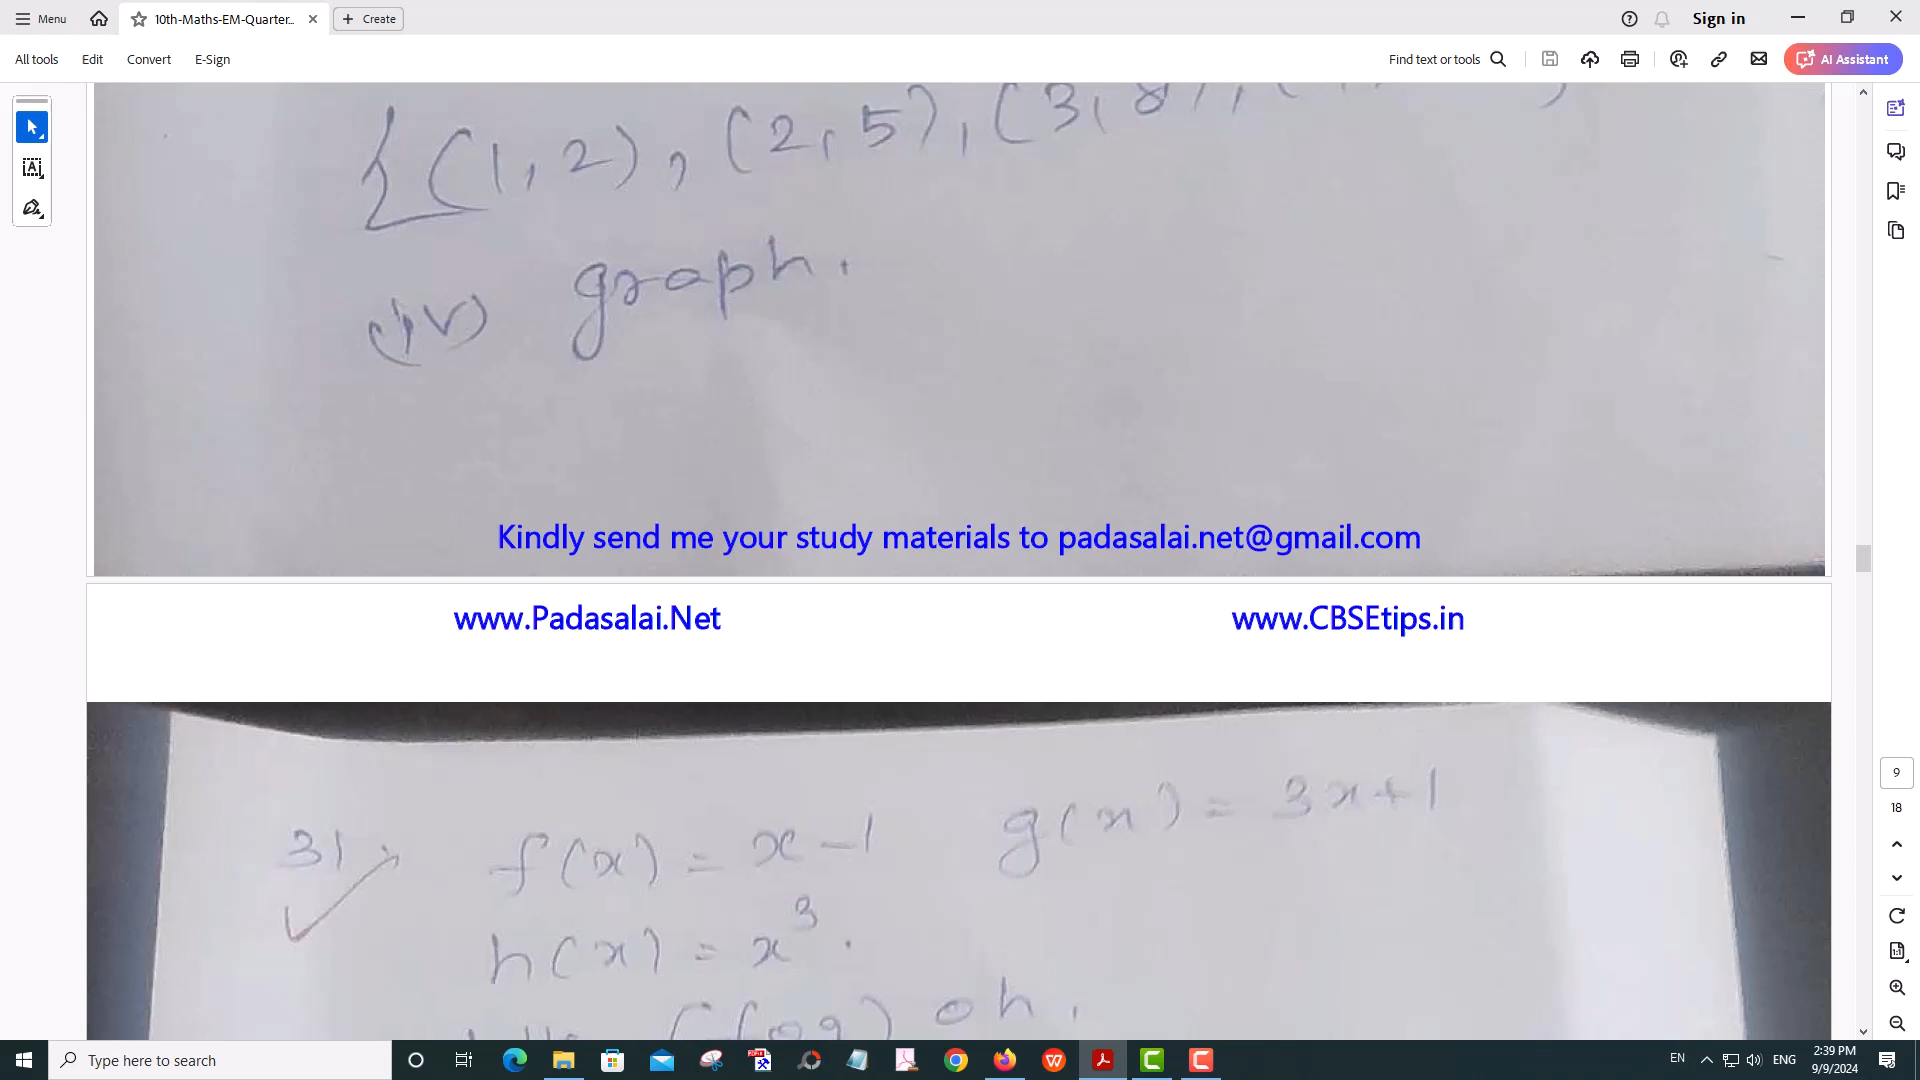 Menu
10th-Maths-EM-Quarter...
Create
Sign in
All tools
Edit
Convert
E-Sign
Find text or tools
AI Assistant
{(1, 2), (2, 5), (3, 8),
(iv) graph.
Kindly send me your study materials to padasalai.net@gmail.com
www.Padasalai.Net
www.CBSEtips.in
31) f(x) = x - 1 g(x) = 3x + 1
h(x) = x³.
(fog) oh.
9
18
Type here to search
EN
ENG
2:39 PM
9/9/2024